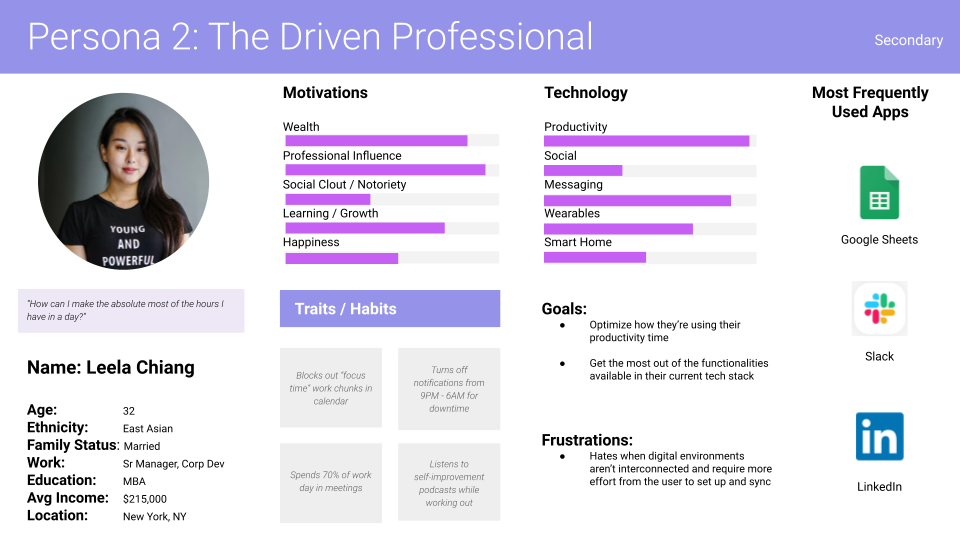 Persona 2: The Driven Professional
Secondary
YOUNG
AND
POWERFUL
"How can I make the absolute most of the hours I
have in a day?"
Name: Leela Chiang
Age: 32
Ethnicity: East Asian
Family Status: Married
Work: Sr Manager, Corp Dev
Education: MBA
Avg Income: $215,000
Location: New York, NY
Motivations
Wealth
Professional Influence
Social Clout / Notoriety
Learning / Growth
Happiness
Traits / Habits
Blocks out "focus
time" work chunks in
calendar
Turns off
notifications from
9PM - 6AM for
downtime
Spends 70% of work
day in meetings
Listens to
self-improvement
podcasts while
working out
Technology
Productivity
Social
Messaging
Wearables
Smart Home
Goals:
● Optimize how they're using their
productivity time
● Get the most out of the functionalities
available in their current tech stack
Frustrations:
● Hates when digital environments
aren't interconnected and require more
effort from the user to set up and sync
Most Frequently
Used Apps
Google Sheets
Slack
in
LinkedIn